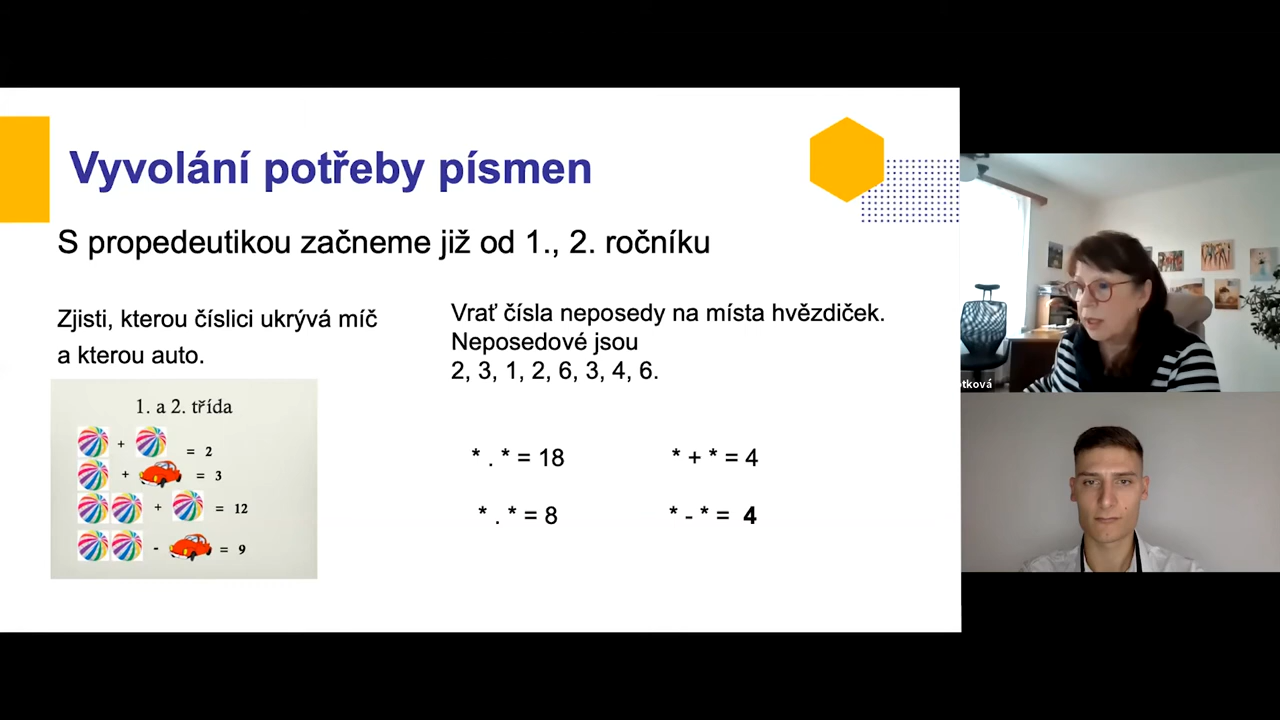 Vyvolání potřeby písmen
S propedeutikou začneme již od 1., 2. ročníku
Zjisti, kterou číslici ukrývá míč
a kterou auto.
1. a 2. třída
+ = 2
+ = 3
+ = 12
- = 9
Vrať čísla neposedy na místa hvězdiček.
Neposedové jsou
2, 3, 1, 2, 6, 3, 4, 6.
* . * = 18
* + * = 4
* . * = 8
* - * = 4